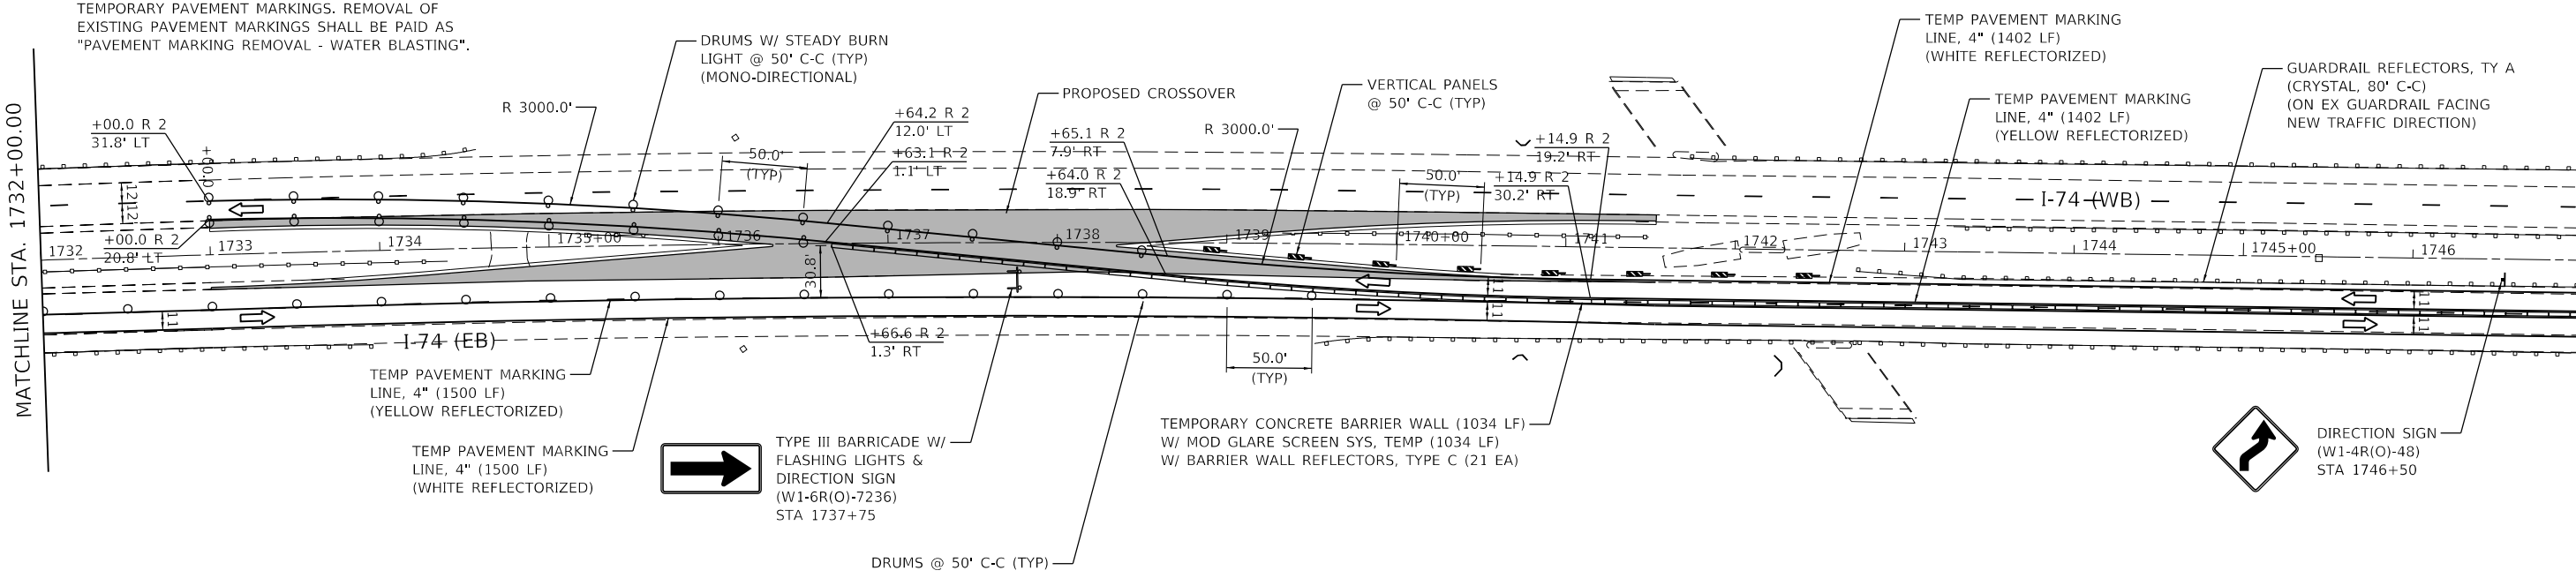 TEMPORARY PAVEMENT MARKINGS. REMOVAL OF
EXISTING PAVEMENT MARKINGS SHALL BE PAID AS
"PAVEMENT MARKING REMOVAL - WATER BLASTING".
MATCHLINE STA. 1732+00.00
DRUMS W/ STEADY BURN
LIGHT @ 50' C-C (TYP)
(MONO-DIRECTIONAL)
R 3000.0'
+00.0 R 2
31.8' LT
+00.0
12'
12'
+00.0 R 2
20.8' LT
50.0'
(TYP)
+64.2 R 2
12.0' LT
+63.1 R 2
1.1' LT
PROPOSED CROSSOVER
+65.1 R 2
7.9' RT
+64.0 R 2
18.9' RT
R 3000.0'
VERTICAL PANELS
@ 50' C-C (TYP)
50.0'
(TYP)
+14.9 R 2
19.2' RT
+14.9 R 2
30.2' RT
TEMP PAVEMENT MARKING
LINE, 4" (1402 LF)
(WHITE REFLECTORIZED)
TEMP PAVEMENT MARKING
LINE, 4" (1402 LF)
(YELLOW REFLECTORIZED)
GUARDRAIL REFLECTORS, TY A
(CRYSTAL, 80' C-C)
(ON EX GUARDRAIL FACING
NEW TRAFFIC DIRECTION)
I-74 (WB)
1732
1733
1734
1735+00
1736
1737
1738
1739
1740+00
1741
1742
1743
1744
1745+00
1746
30.8'
11
11
11
11
11
I-74 (EB)
+66.6 R 2
1.3' RT
50.0'
(TYP)
TEMP PAVEMENT MARKING
LINE, 4" (1500 LF)
(YELLOW REFLECTORIZED)
TEMP PAVEMENT MARKING
LINE, 4" (1500 LF)
(WHITE REFLECTORIZED)
TYPE III BARRICADE W/
FLASHING LIGHTS &
DIRECTION SIGN
(W1-6R(O)-7236)
STA 1737+75
DRUMS @ 50' C-C (TYP)
TEMPORARY CONCRETE BARRIER WALL (1034 LF)
W/ MOD GLARE SCREEN SYS, TEMP (1034 LF)
W/ BARRIER WALL REFLECTORS, TYPE C (21 EA)
DIRECTION SIGN
(W1-4R(O)-48)
STA 1746+50